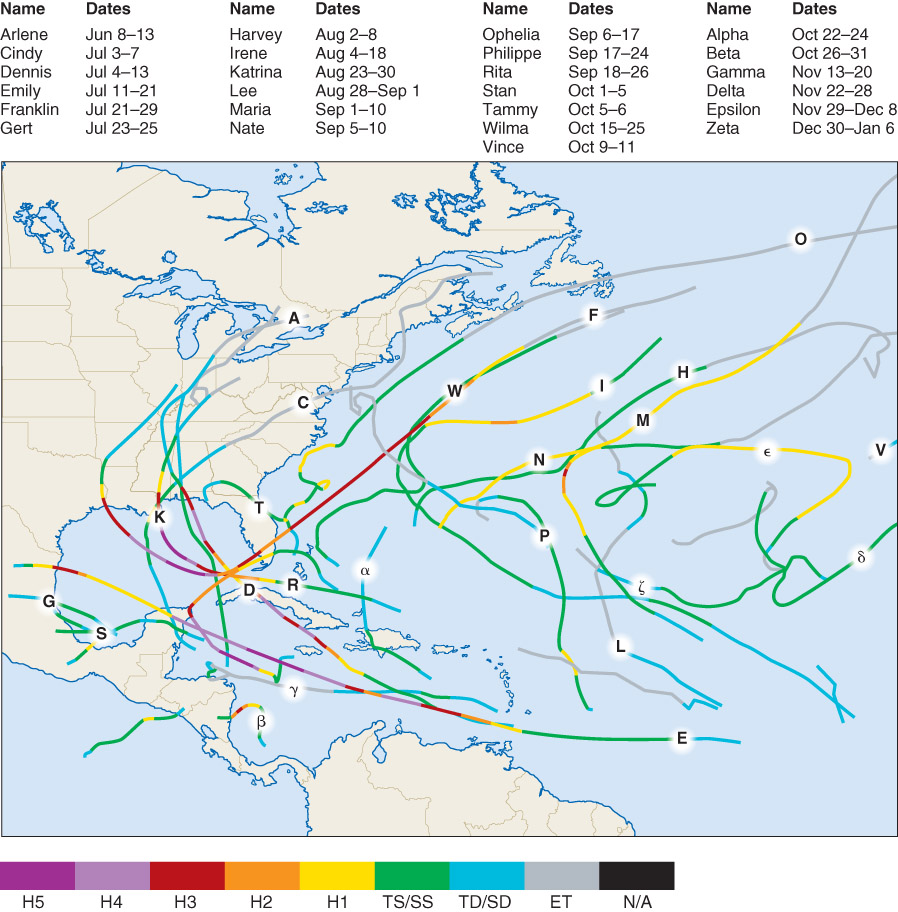 Name Dates Name Dates Name Dates Name Dates
Arlene Jun 8–13 Harvey Aug 2–8 Ophelia Sep 6–17 Alpha Oct 22–24
Cindy Jul 3–7 Irene Aug 4–18 Philippe Sep 17–24 Beta Oct 26–31
Dennis Jul 4–13 Katrina Aug 23–30 Rita Sep 18–26 Gamma Nov 13–20
Emily Jul 11–21 Lee Aug 28–Sep 1 Stan Oct 1–5 Delta Nov 22–28
Franklin Jul 21–29 Maria Sep 1–10 Tammy Oct 5–6 Epsilon Nov 29–Dec 8
Gert Jul 23–25 Nate Sep 5–10 Wilma Oct 15–25 Zeta Dec 30–Jan 6
Vince Oct 9–11
O
A
F
H
I
W
C
M
N
ϵ
V
T
K
P
δ
α
R
D
ζ
G
S
L
γ
β
E
H5 H4 H3 H2 H1 TS/SS TD/SD ET N/A